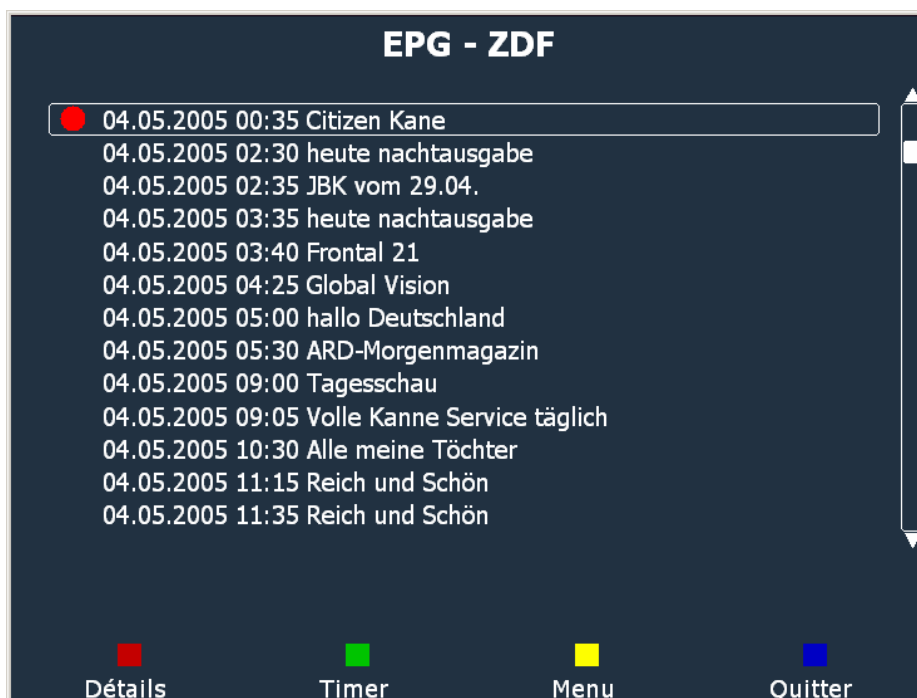 EPG - ZDF
04.05.2005 00:35 Citizen Kane
04.05.2005 02:30 heute nachtausgabe
04.05.2005 02:35 JBK vom 29.04.
04.05.2005 03:35 heute nachtausgabe
04.05.2005 03:40 Frontal 21
04.05.2005 04:25 Global Vision
04.05.2005 05:00 hallo Deutschland
04.05.2005 05:30 ARD-Morgenmagazin
04.05.2005 09:00 Tagesschau
04.05.2005 09:05 Volle Kanne Service täglich
04.05.2005 10:30 Alle meine Töchter
04.05.2005 11:15 Reich und Schön
04.05.2005 11:35 Reich und Schön
Détails Timer Menu Quitter